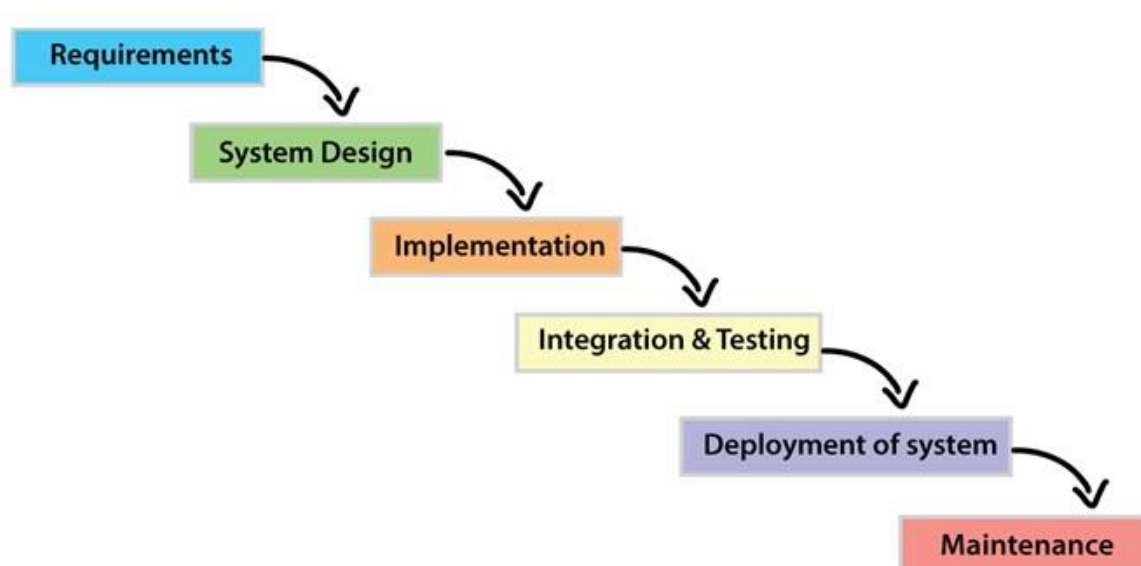 Requirements
System Design
Implementation
Integration & Testing
Deployment of system
Maintenance